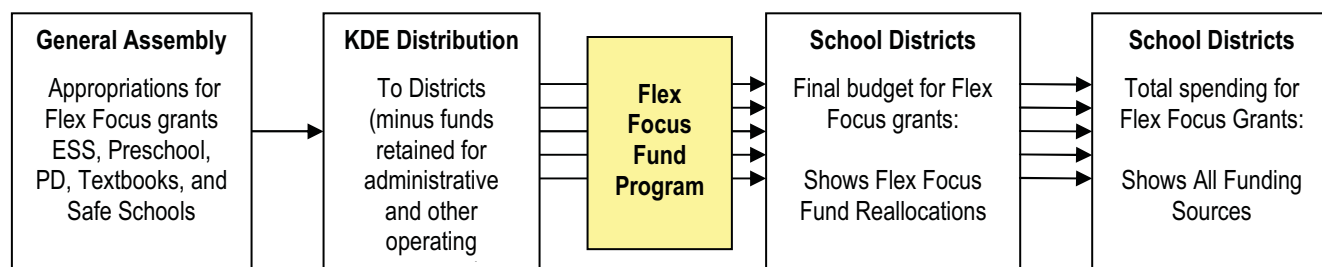 General Assembly
Appropriations for
Flex Focus grants
ESS, Preschool,
PD, Textbooks, and
Safe Schools
KDE Distribution
To Districts
(minus funds
retained for
administrative
and other
operating
Flex
Focus
Fund
Program
School Districts
Final budget for Flex
Focus grants:
Shows Flex Focus
Fund Reallocations
School Districts
Total spending for
Flex Focus Grants:
Shows All Funding
Sources